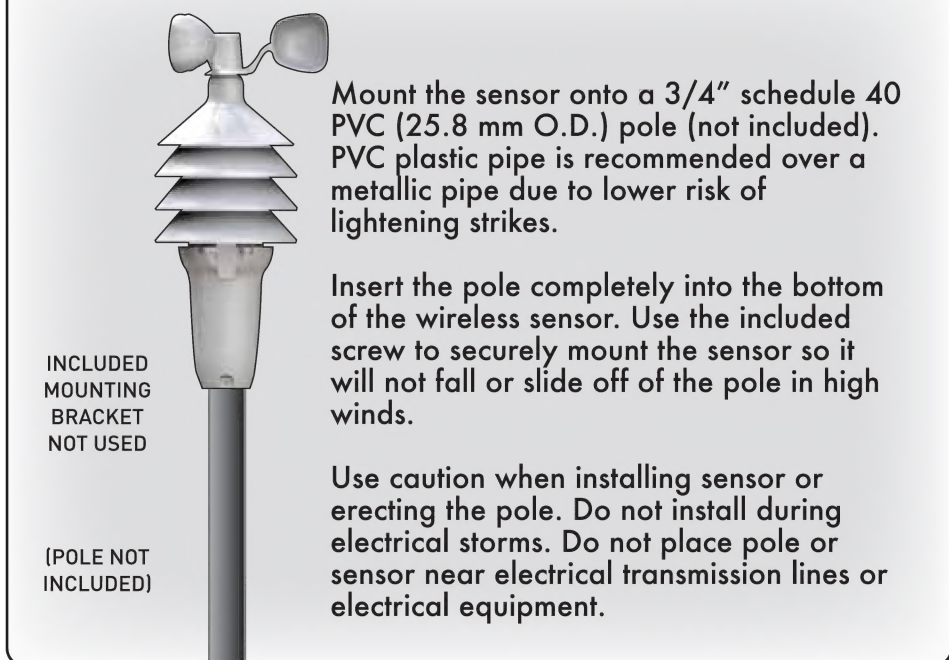 Mount the sensor onto a 3/4" schedule 40
PVC (25.8 mm O.D.) pole (not included).
PVC plastic pipe is recommended over a
metallic pipe due to lower risk of
lightening strikes.
Insert the pole completely into the bottom
of the wireless sensor. Use the included
screw to securely mount the sensor so it
will not fall or slide off of the pole in high
winds.
Use caution when installing sensor or
erecting the pole. Do not install during
electrical storms. Do not place pole or
sensor near electrical transmission lines or
electrical equipment.
INCLUDED
MOUNTING
BRACKET
NOT USED
(POLE NOT
INCLUDED)